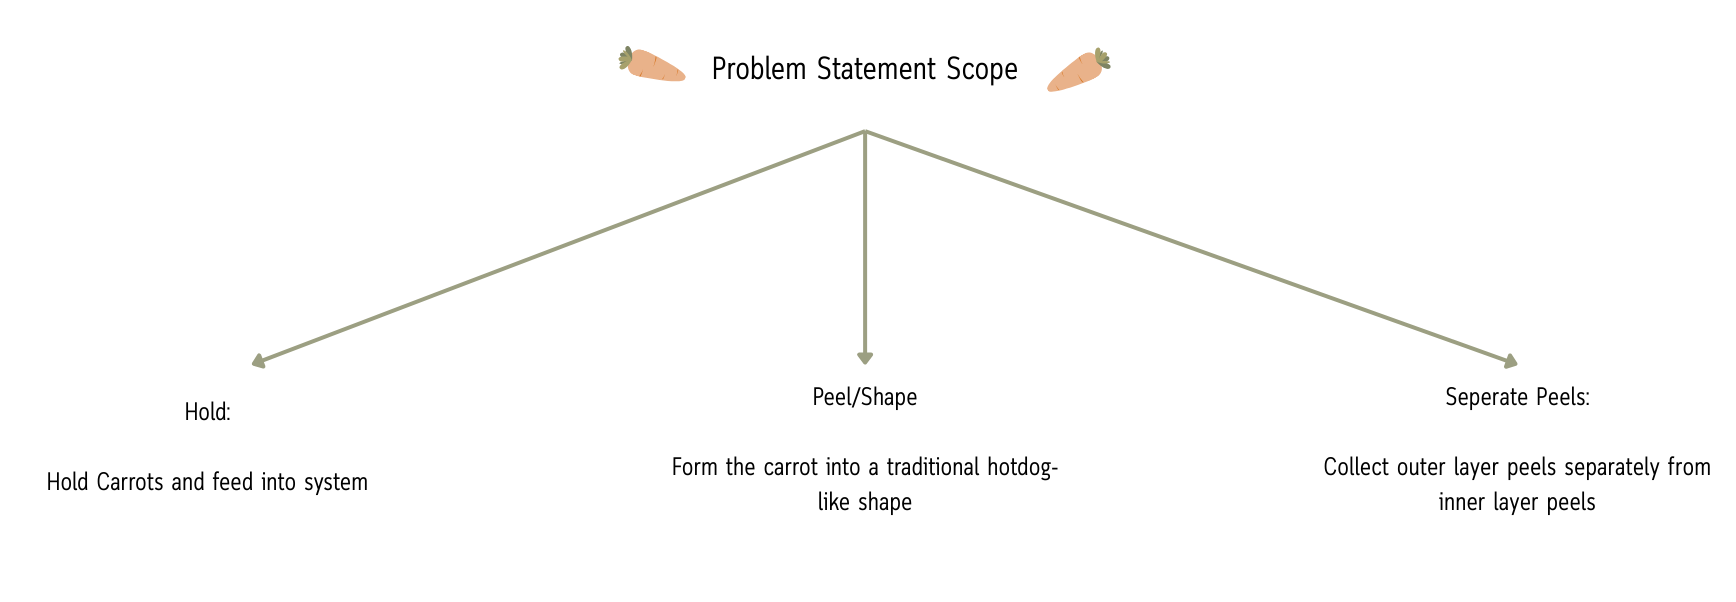 Problem Statement Scope
Hold:
Hold Carrots and feed into system
Peel/Shape
Form the carrot into a traditional hotdog-
like shape
Seperate Peels:
Collect outer layer peels separately from
inner layer peels